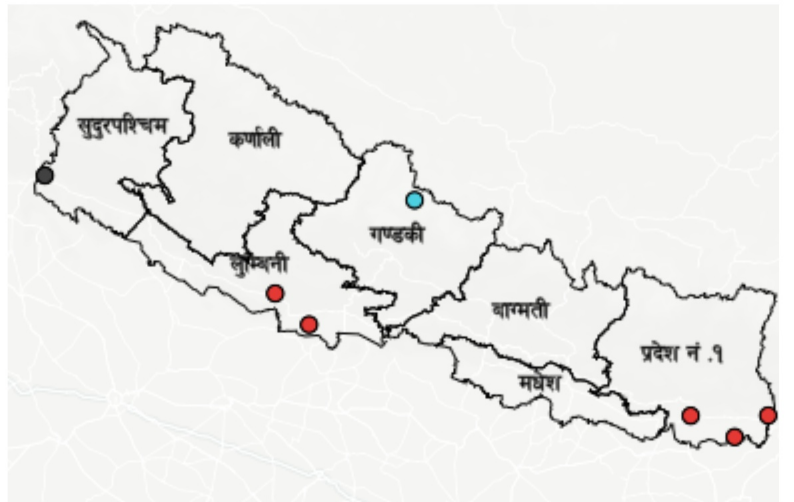 सुदुरपश्चिम
कर्णाली
गण्डकी
लुम्बिनी
बाग्मती
प्रदेश नं .१
मधेश